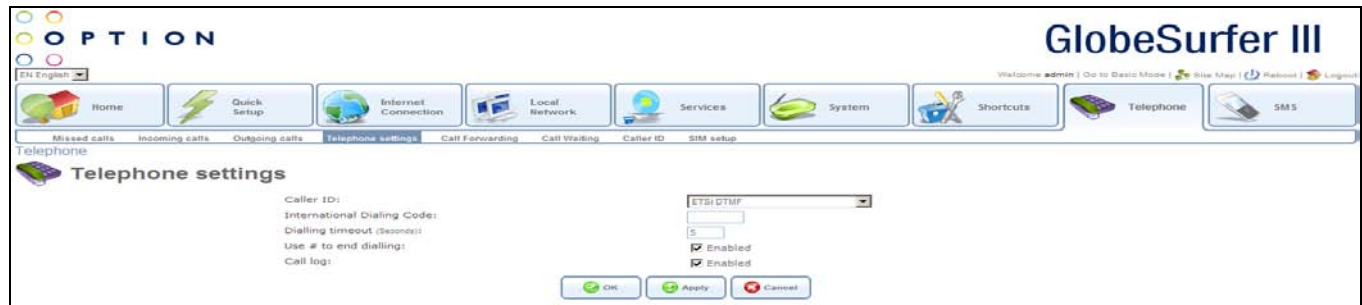 OPTION
GlobeSurfer III
EN English
Welcome admin | Go to Basic Mode | Site Map | Reboot | Logout
Home
Quick Setup
Internet Connection
Local Network
Services
System
Shortcuts
Telephone
SMS
Missed calls Incoming calls Outgoing calls Telephone settings Call Forwarding Call Waiting Caller ID SIM setup
Telephone
Telephone settings
Caller ID: ETSI DTMF
International Dialing Code:
Dialling timeout (Seconds): 5
Use # to end dialling: Enabled
Call log: Enabled
OK Apply Cancel